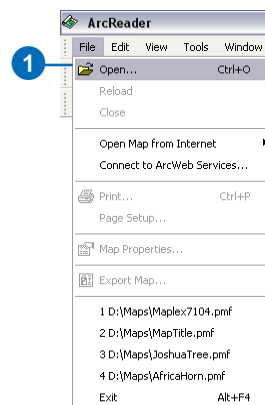 ArcReader
File Edit View Tools Window
1
Open... Ctrl+O
Reload
Close
Open Map from Internet
Connect to ArcWeb Services...
Print... Ctrl+P
Page Setup...
Map Properties...
Export Map...
1 D:\Maps\Maplex7104.pmf
2 D:\Maps\MapTitle.pmf
3 D:\Maps\JoshuaTree.pmf
4 D:\Maps\AfricaHorn.pmf
Exit Alt+F4